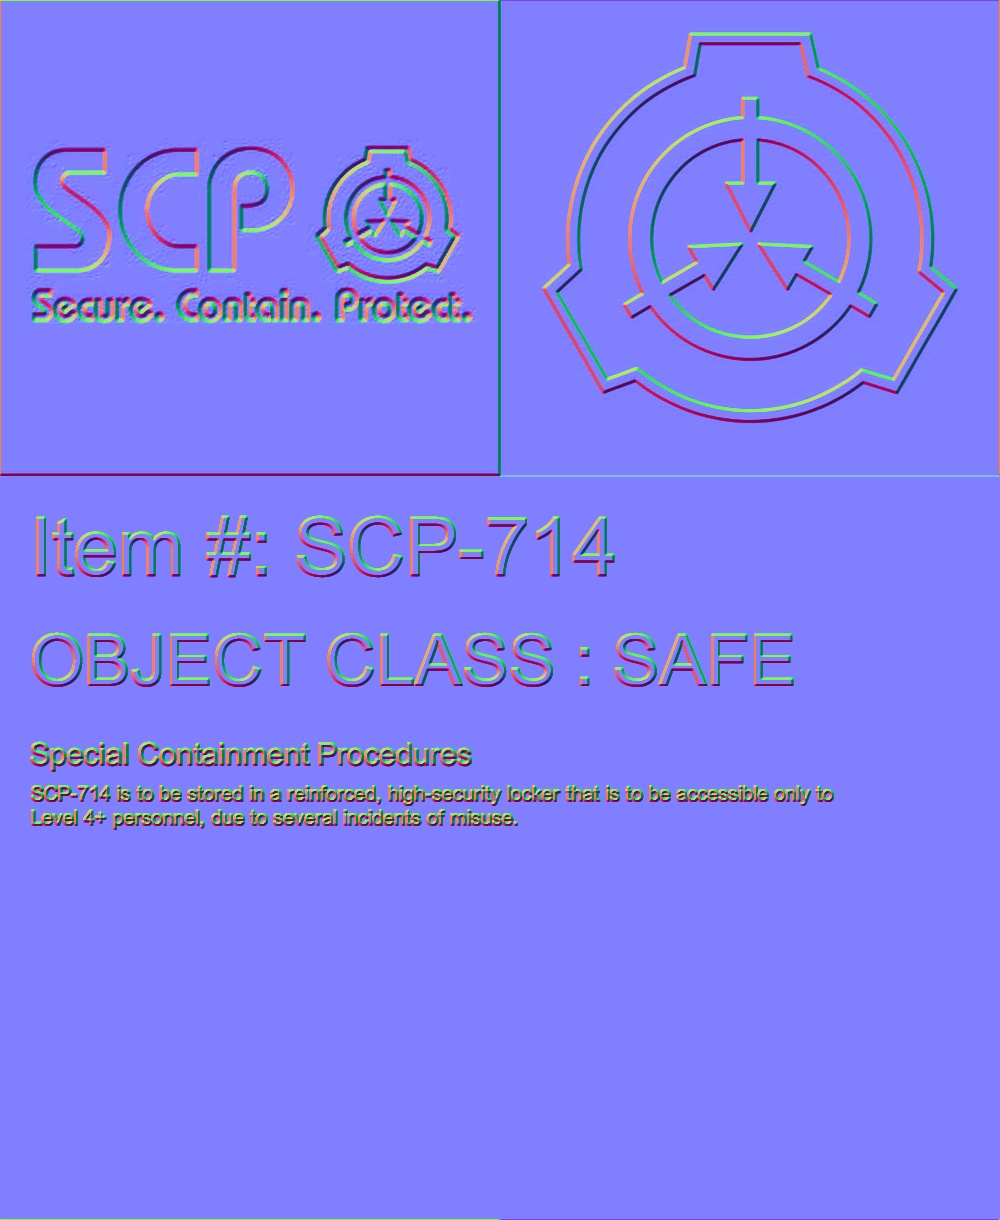 SCP
Secure. Contain. Protect.
Item #: SCP-714
OBJECT CLASS : SAFE
Special Containment Procedures
SCP-714 is to be stored in a reinforced, high-security locker that is to be accessible only to
Level 4+ personnel, due to several incidents of misuse.